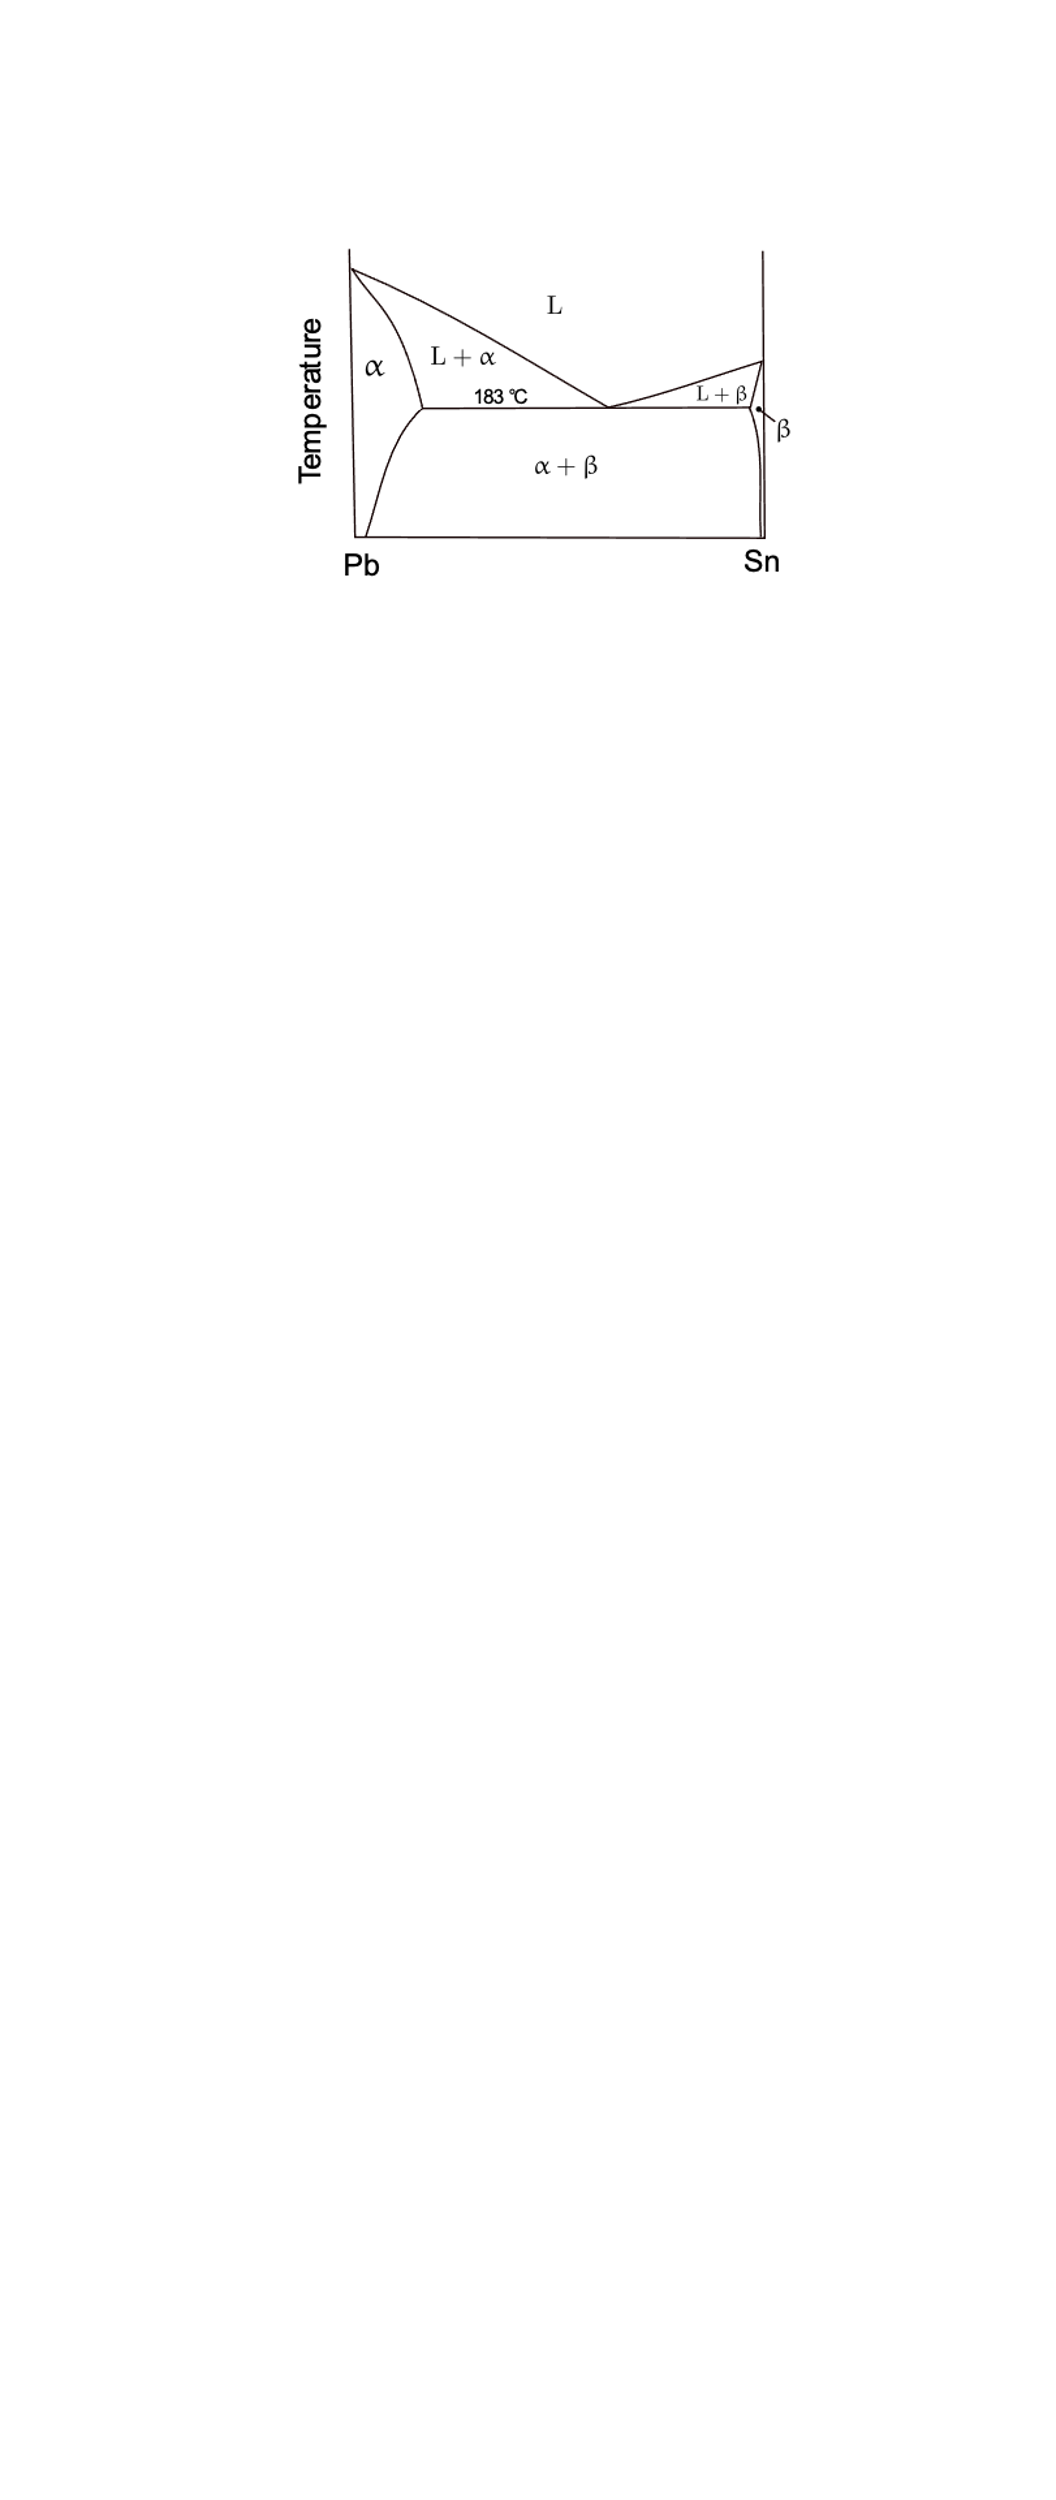 Temperature
L
L + α
α
183 °C
L + β
β
α + β
Pb
Sn